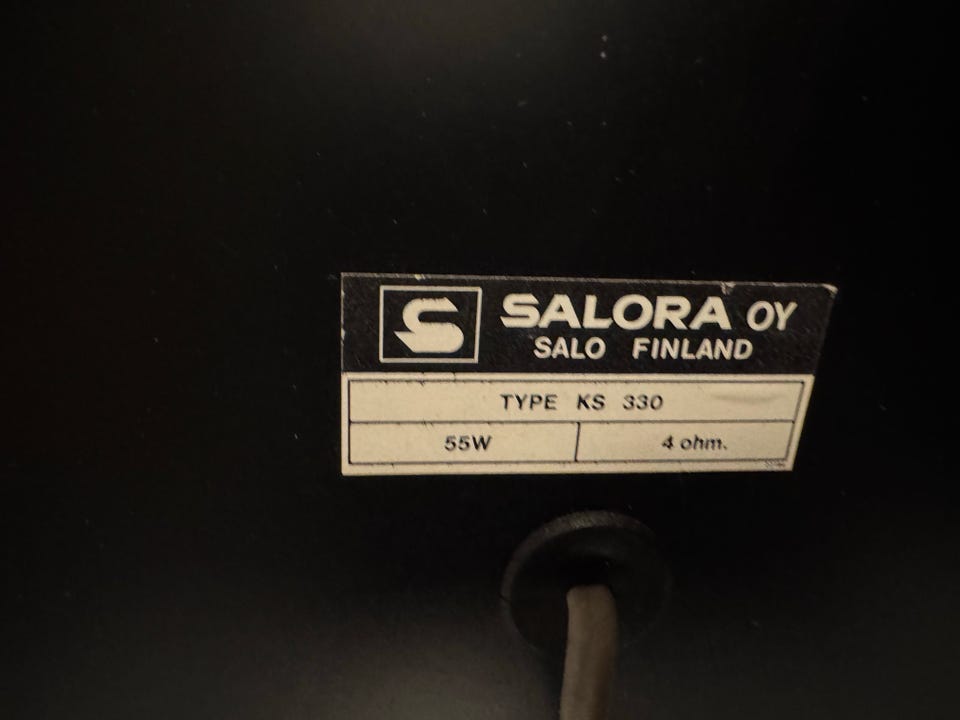 S SALORA OY
SALO FINLAND
TYPE KS 330
55W 4 ohm.